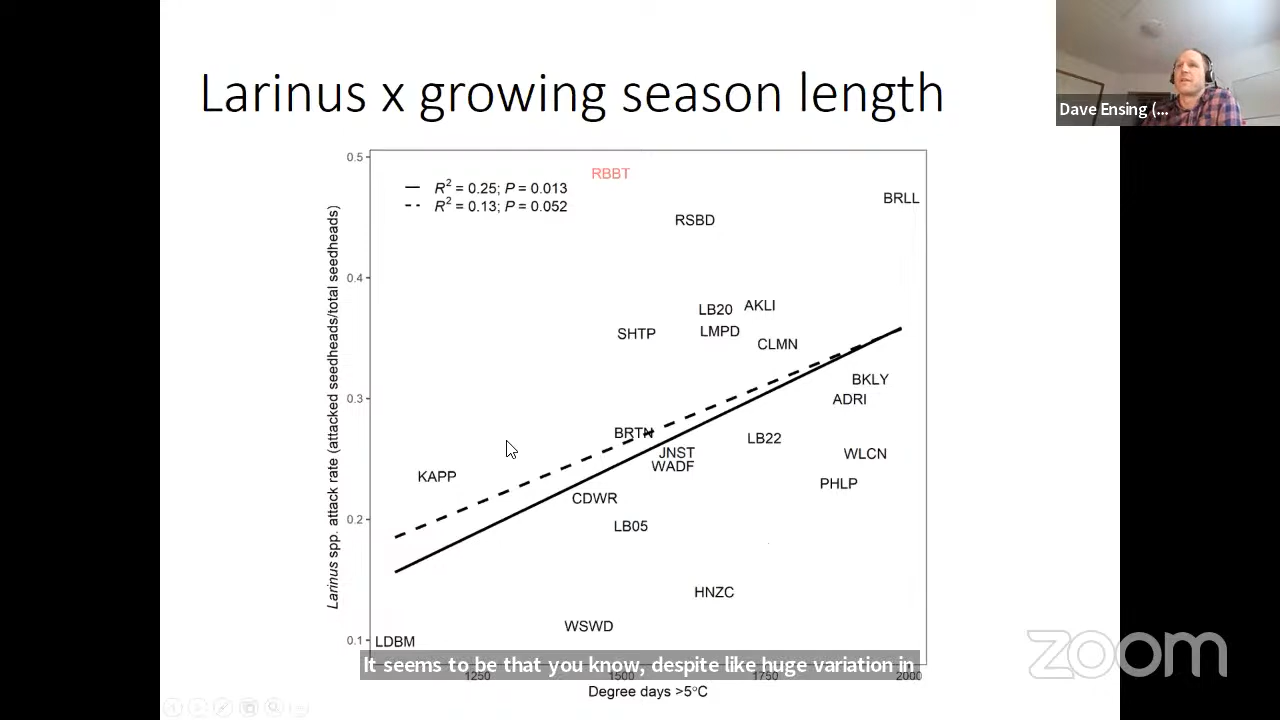 Larinus x growing season length
Dave Ensing (...
Larinus spp. attack rate (attacked seedheads/total seedheads)
0.5
0.4
0.3
0.2
0.1
R² = 0.25; P = 0.013
R² = 0.13; P = 0.052
RBBT
BRLL
RSBD
LB20
AKLI
LMPD
SHTP
CLMN
BKLY
ADRI
BRTN
LB22
JNST
WLCN
WADF
KAPP
PHLP
CDWR
LB05
HNZC
WSWD
LDBM
It seems to be that you know, despite like huge variation in
1250
1500
1750
2000
Degree days >5°C
zoom